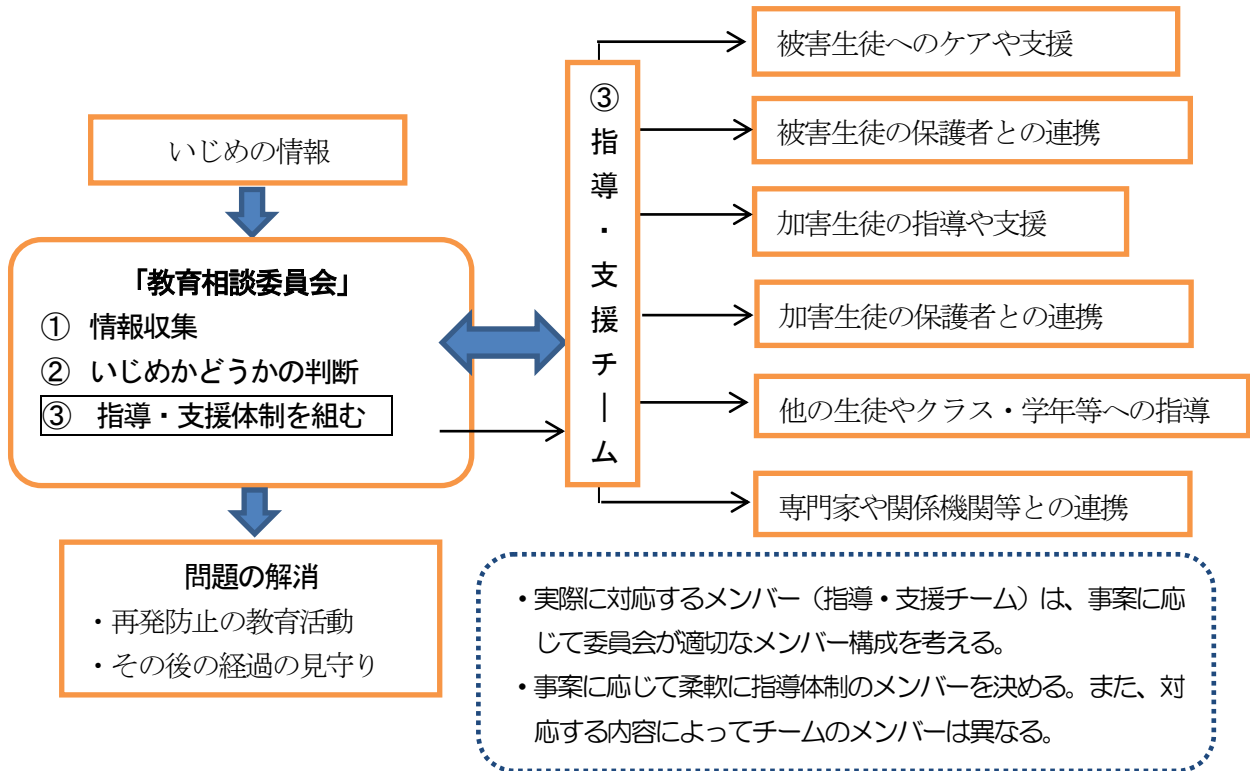 いじめの情報
「教育相談委員会」
① 情報収集
② いじめかどうかの判断
③ 指導・支援体制を組む
問題の解消
・再発防止の教育活動
・その後の経過の見守り
③指導・支援チーム
被害生徒へのケアや支援
被害生徒の保護者との連携
加害生徒の指導や支援
加害生徒の保護者との連携
他の生徒やクラス・学年等への指導
専門家や関係機関等との連携
・実際に対応するメンバー（指導・支援チーム）は、事案に応
じて委員会が適切なメンバー構成を考える。
・事案に応じて柔軟に指導体制のメンバーを決める。また、対
応する内容によってチームのメンバーは異なる。